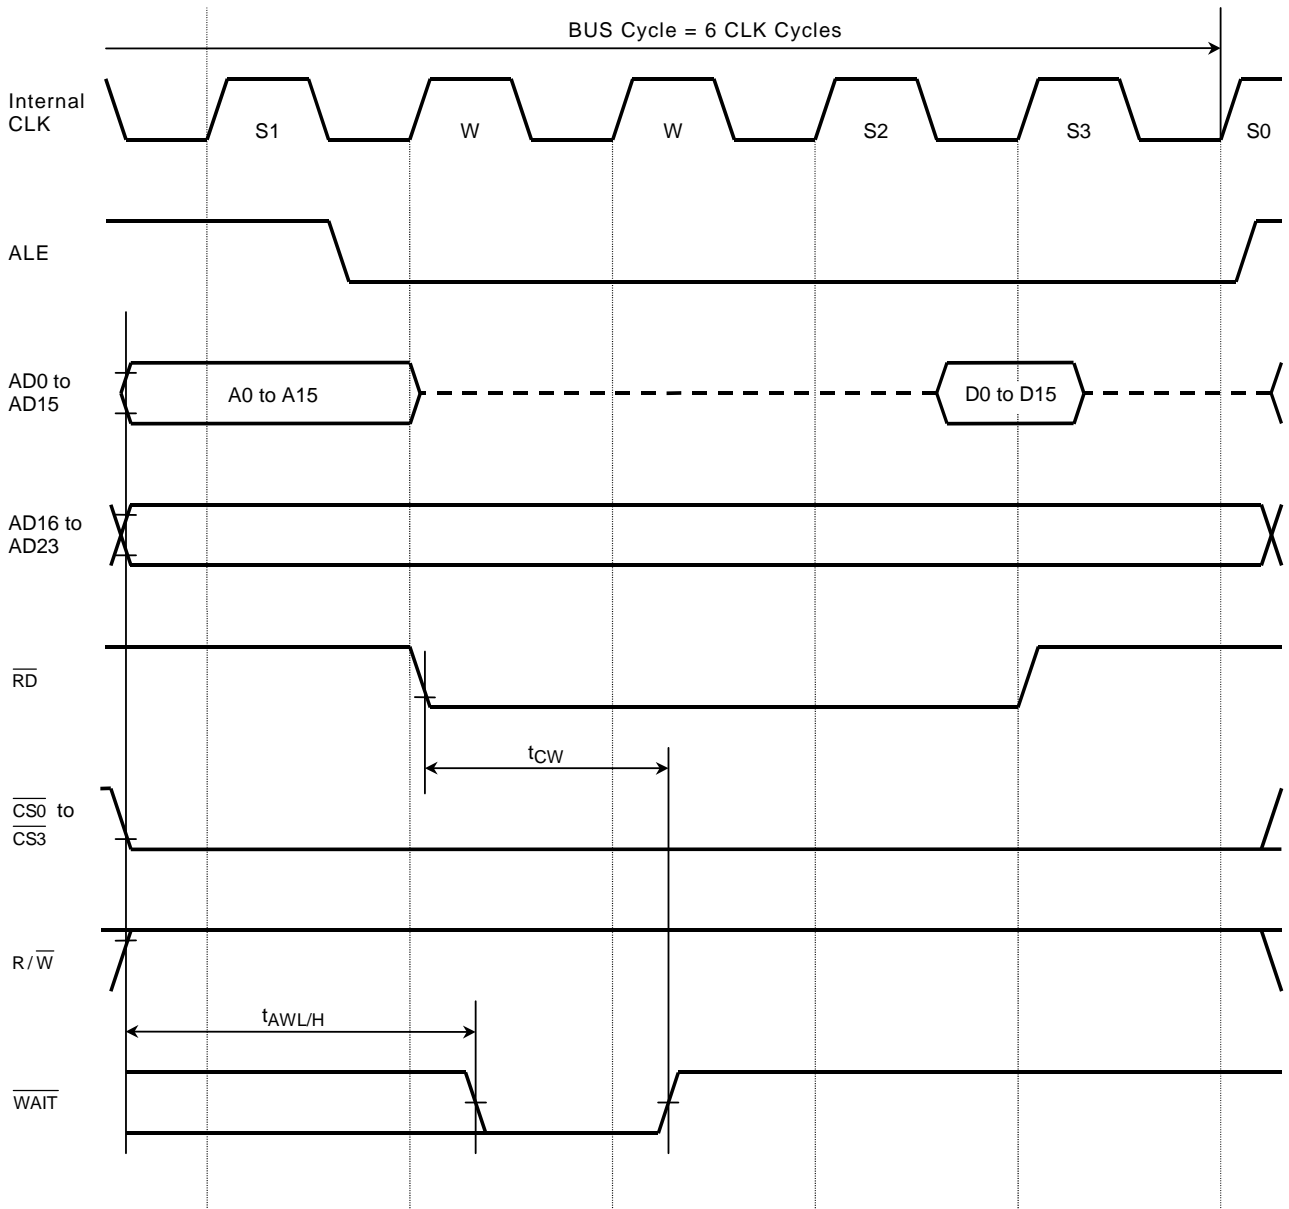 BUS Cycle = 6 CLK Cycles
Internal
CLK
S1
W
W
S2
S3
S0
ALE
AD0 to
AD15
A0 to A15
D0 to D15
AD16 to
AD23
RD
tCW
CS0 to
CS3
R/W
tAWL/H
WAIT